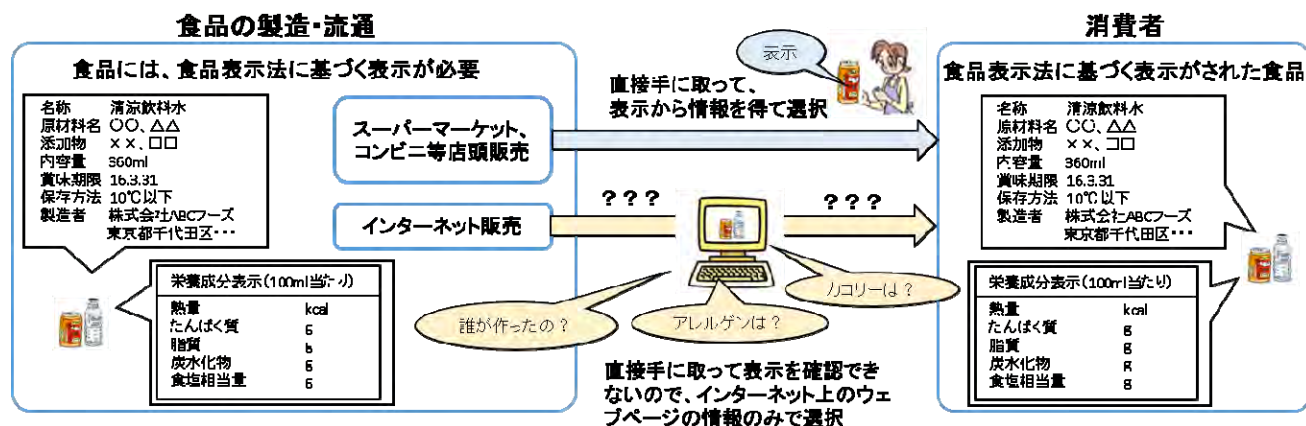 食品の製造・流通
食品には、食品表示法に基づく表示が必要
名称 清涼飲料水
原材料名 〇〇、△△
添加物 ××、□□
内容量 360ml
賞味期限 16.3.31
保存方法 10℃以下
製造者 株式会社ABCフーズ
東京都千代田区・・・
栄養成分表示(100ml当たり)
熱量 kcal
たんぱく質 g
脂質 g
炭水化物 g
食塩相当量 g
スーパーマーケット、
コンビニ等店頭販売
インターネット販売
表示
直接手に取って、
表示から情報を得て選択
???
???
誰が作ったの?
アレルゲンは?
カロリーは?
直接手に取って表示を確認でき
ないので、インターネット上のウェ
ブページの情報のみで選択
消費者
食品表示法に基づく表示がされた食品
名称 清涼飲料水
原材料名 〇〇、△△
添加物 ××、□□
内容量 360ml
賞味期限 16.3.31
保存方法 10℃以下
製造者 株式会社ABCフーズ
東京都千代田区・・・
栄養成分表示(100ml当たり)
熱量 kcal
たんぱく質 g
脂質 g
炭水化物 g
食塩相当量 g